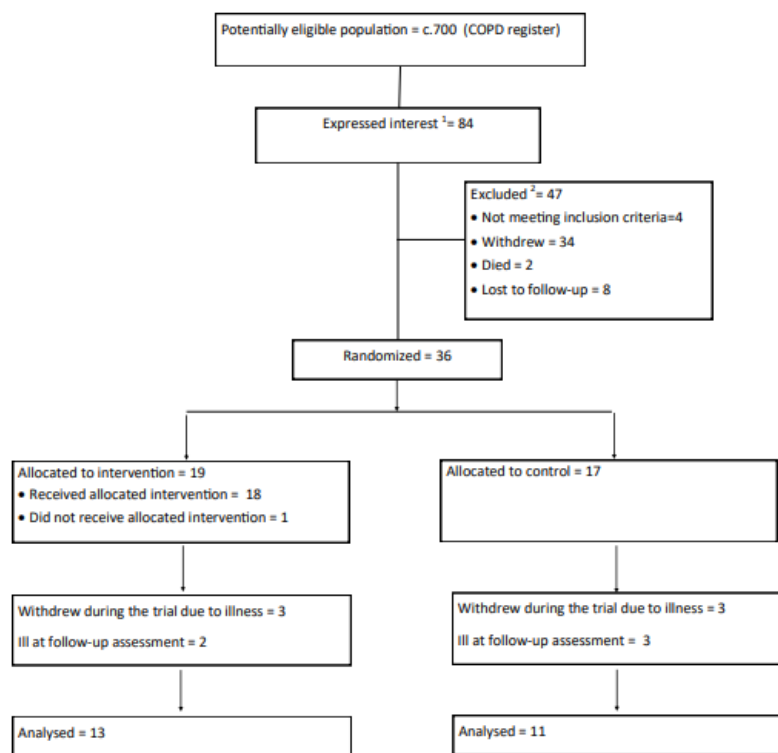 Potentially eligible population = c.700 (COPD register)
Expressed interest 1= 84
Excluded 2= 47
• Not meeting inclusion criteria=4
• Withdrew = 34
• Died = 2
• Lost to follow-up = 8
Randomized = 36
Allocated to intervention = 19
• Received allocated intervention = 18
• Did not receive allocated intervention = 1
Allocated to control = 17
Withdrew during the trial due to illness = 3
Ill at follow-up assessment = 2
Withdrew during the trial due to illness = 3
Ill at follow-up assessment = 3
Analysed = 13
Analysed = 11